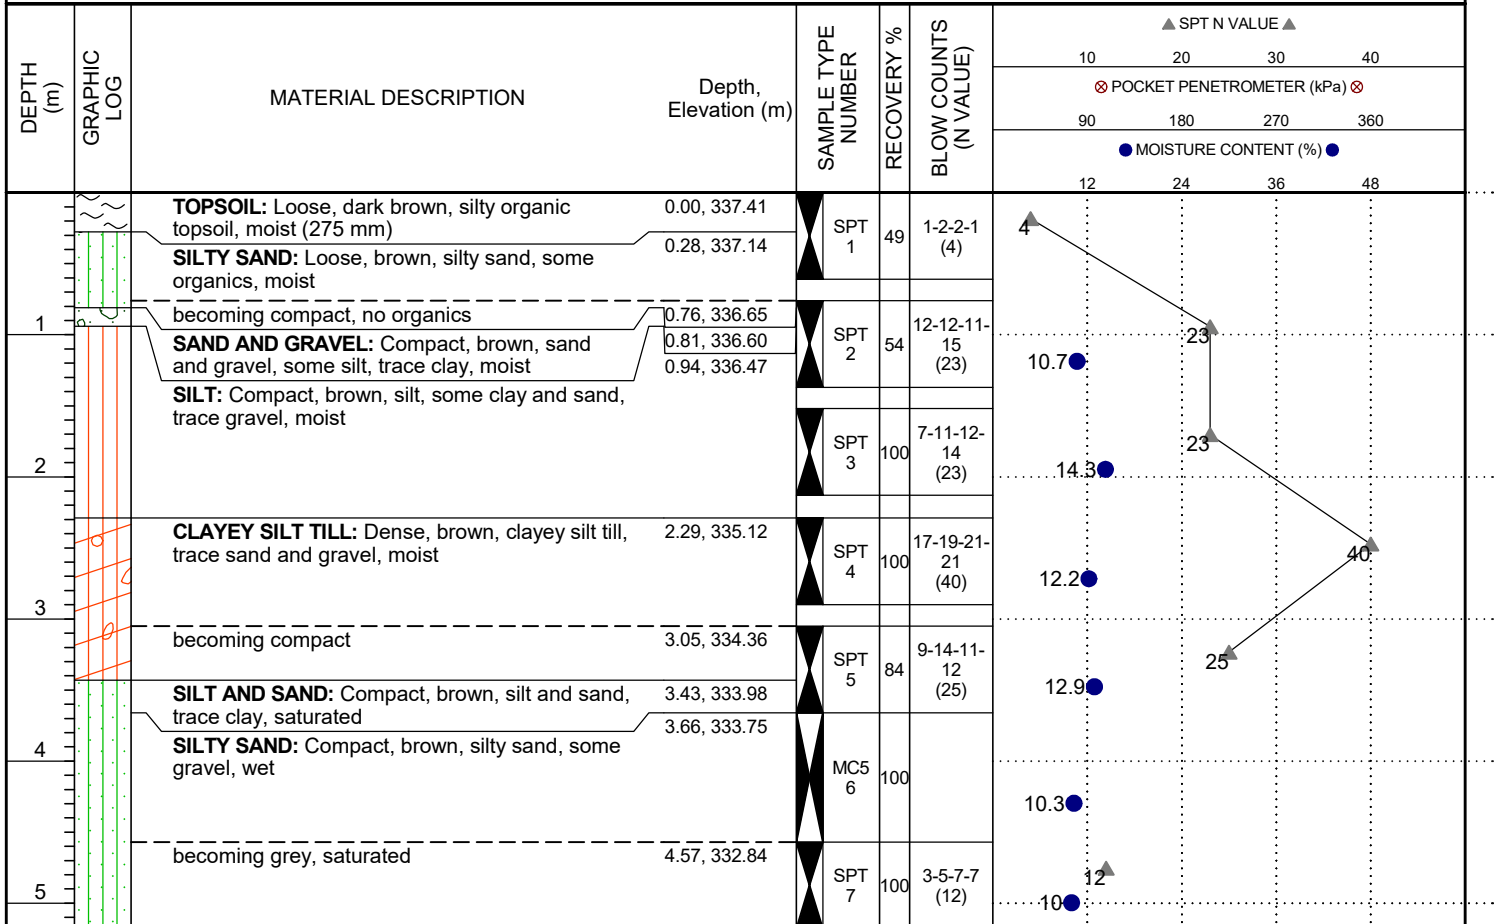 DEPTH
(m)
GRAPHIC
LOG
MATERIAL DESCRIPTION
Depth,
Elevation (m)
SAMPLE TYPE
NUMBER
RECOVERY %
BLOW COUNTS
(N VALUE)
SPT N VALUE
10 20 30 40
POCKET PENETROMETER (kPa)
90 180 270 360
MOISTURE CONTENT (%)
12 24 36 48
TOPSOIL: Loose, dark brown, silty organic
topsoil, moist (275 mm)
0.00, 337.41
SILTY SAND: Loose, brown, silty sand, some
organics, moist
0.28, 337.14
SPT
1
49
1-2-2-1
(4)
4
becoming compact, no organics
0.76, 336.65
1
SAND AND GRAVEL: Compact, brown, sand
and gravel, some silt, trace clay, moist
0.81, 336.60
SILT: Compact, brown, silt, some clay and sand,
trace gravel, moist
0.94, 336.47
SPT
2
54
12-12-11-
15
(23)
23
10.7
SPT
3
100
7-11-12-
14
(23)
23
14.3
2
CLAYEY SILT TILL: Dense, brown, clayey silt till,
trace sand and gravel, moist
2.29, 335.12
SPT
4
100
17-19-21-
21
(40)
40
12.2
3
becoming compact
3.05, 334.36
SPT
5
84
9-14-11-
12
(25)
25
12.9
SILT AND SAND: Compact, brown, silt and sand,
trace clay, saturated
3.43, 333.98
SILTY SAND: Compact, brown, silty sand, some
gravel, wet
3.66, 333.75
4
MC5
6
100
10.3
becoming grey, saturated
4.57, 332.84
SPT
7
100
3-5-7-7
(12)
12
5
10